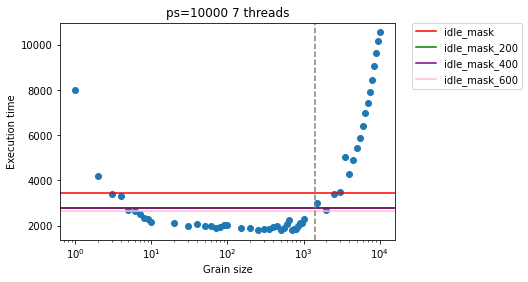 ps=10000 7 threads
Execution time
10000
8000
6000
4000
2000
10⁰
10¹
10²
10³
10⁴
Grain size
idle_mask
idle_mask_200
idle_mask_400
idle_mask_600